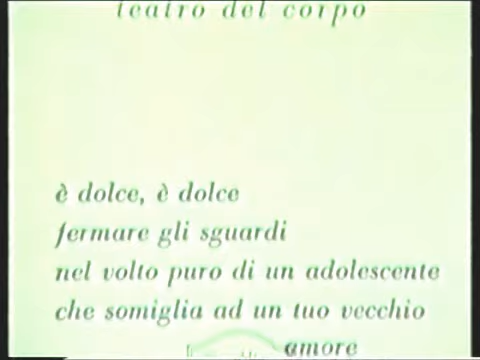 teatro del corpo
è dolce, è dolce
fermare gli sguardi
nel volto puro di un adolescente
che somiglia ad un tuo vecchio
amore